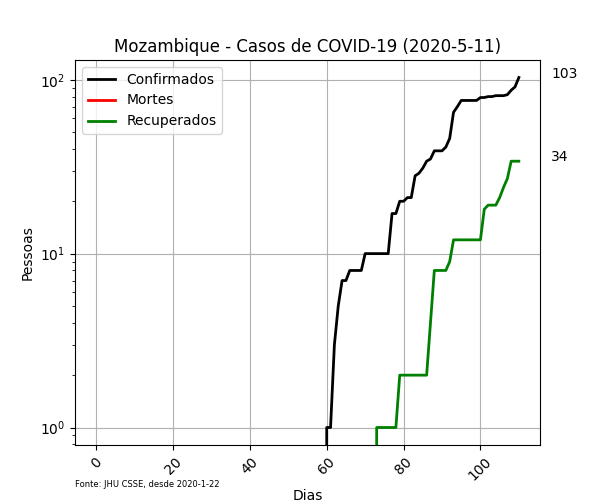 Mozambique - Casos de COVID-19 (2020-5-11)
Confirmados
Mortes
Recuperados
103
34
10²
10¹
10⁰
Pessoas
0 20 40 60 80 100
Dias
Fonte: JHU CSSE, desde 2020-1-22